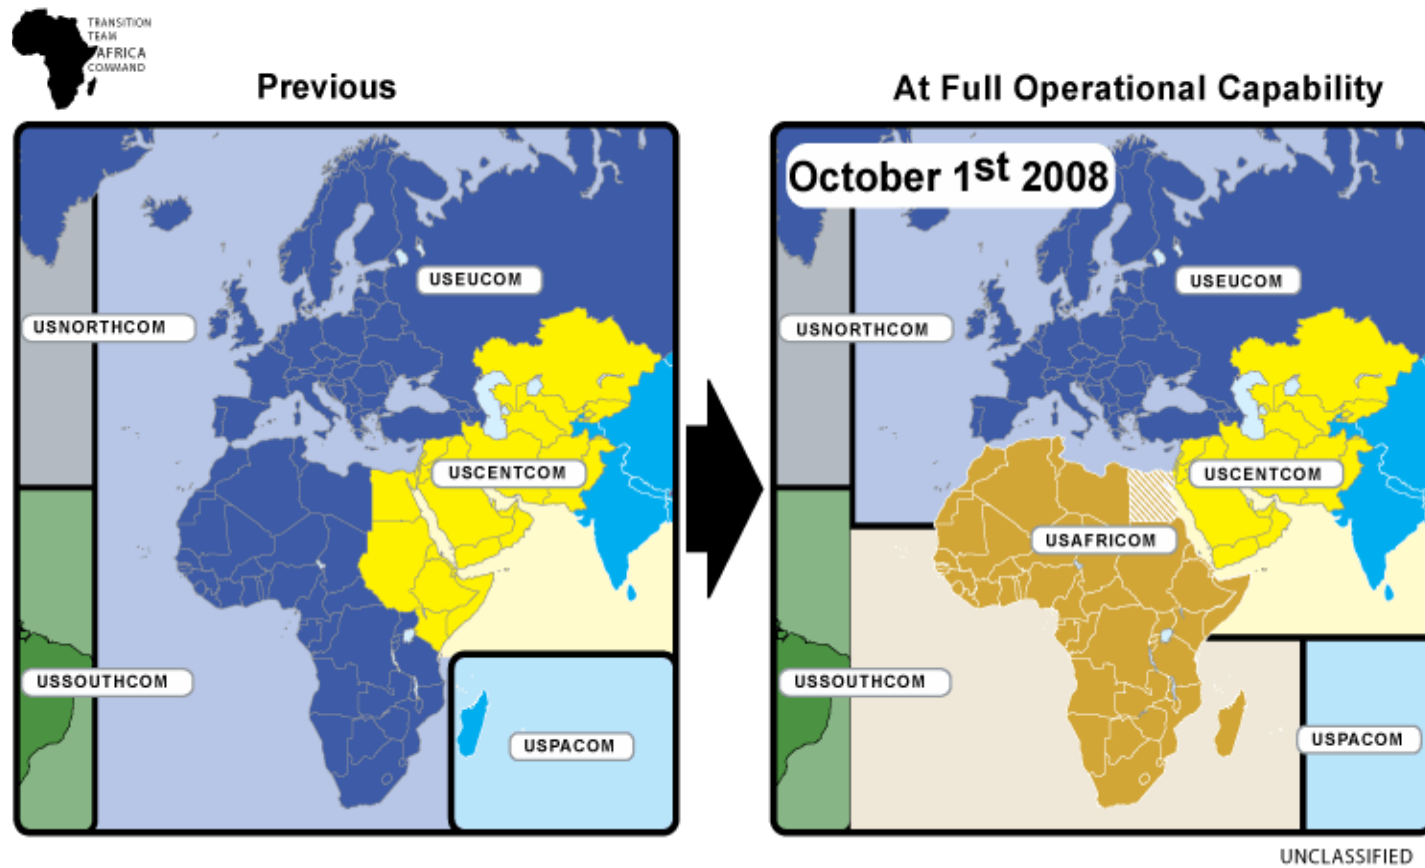 TRANSITION
TEAM
AFRICA
COMMAND
Previous
At Full Operational Capability
October 1st 2008
USEUCOM
USNORTHCOM
USCENTCOM
USSOUTHCOM
USPACOM
USEUCOM
USNORTHCOM
USCENTCOM
USAFRICOM
USSOUTHCOM
USPACOM
UNCLASSIFIED